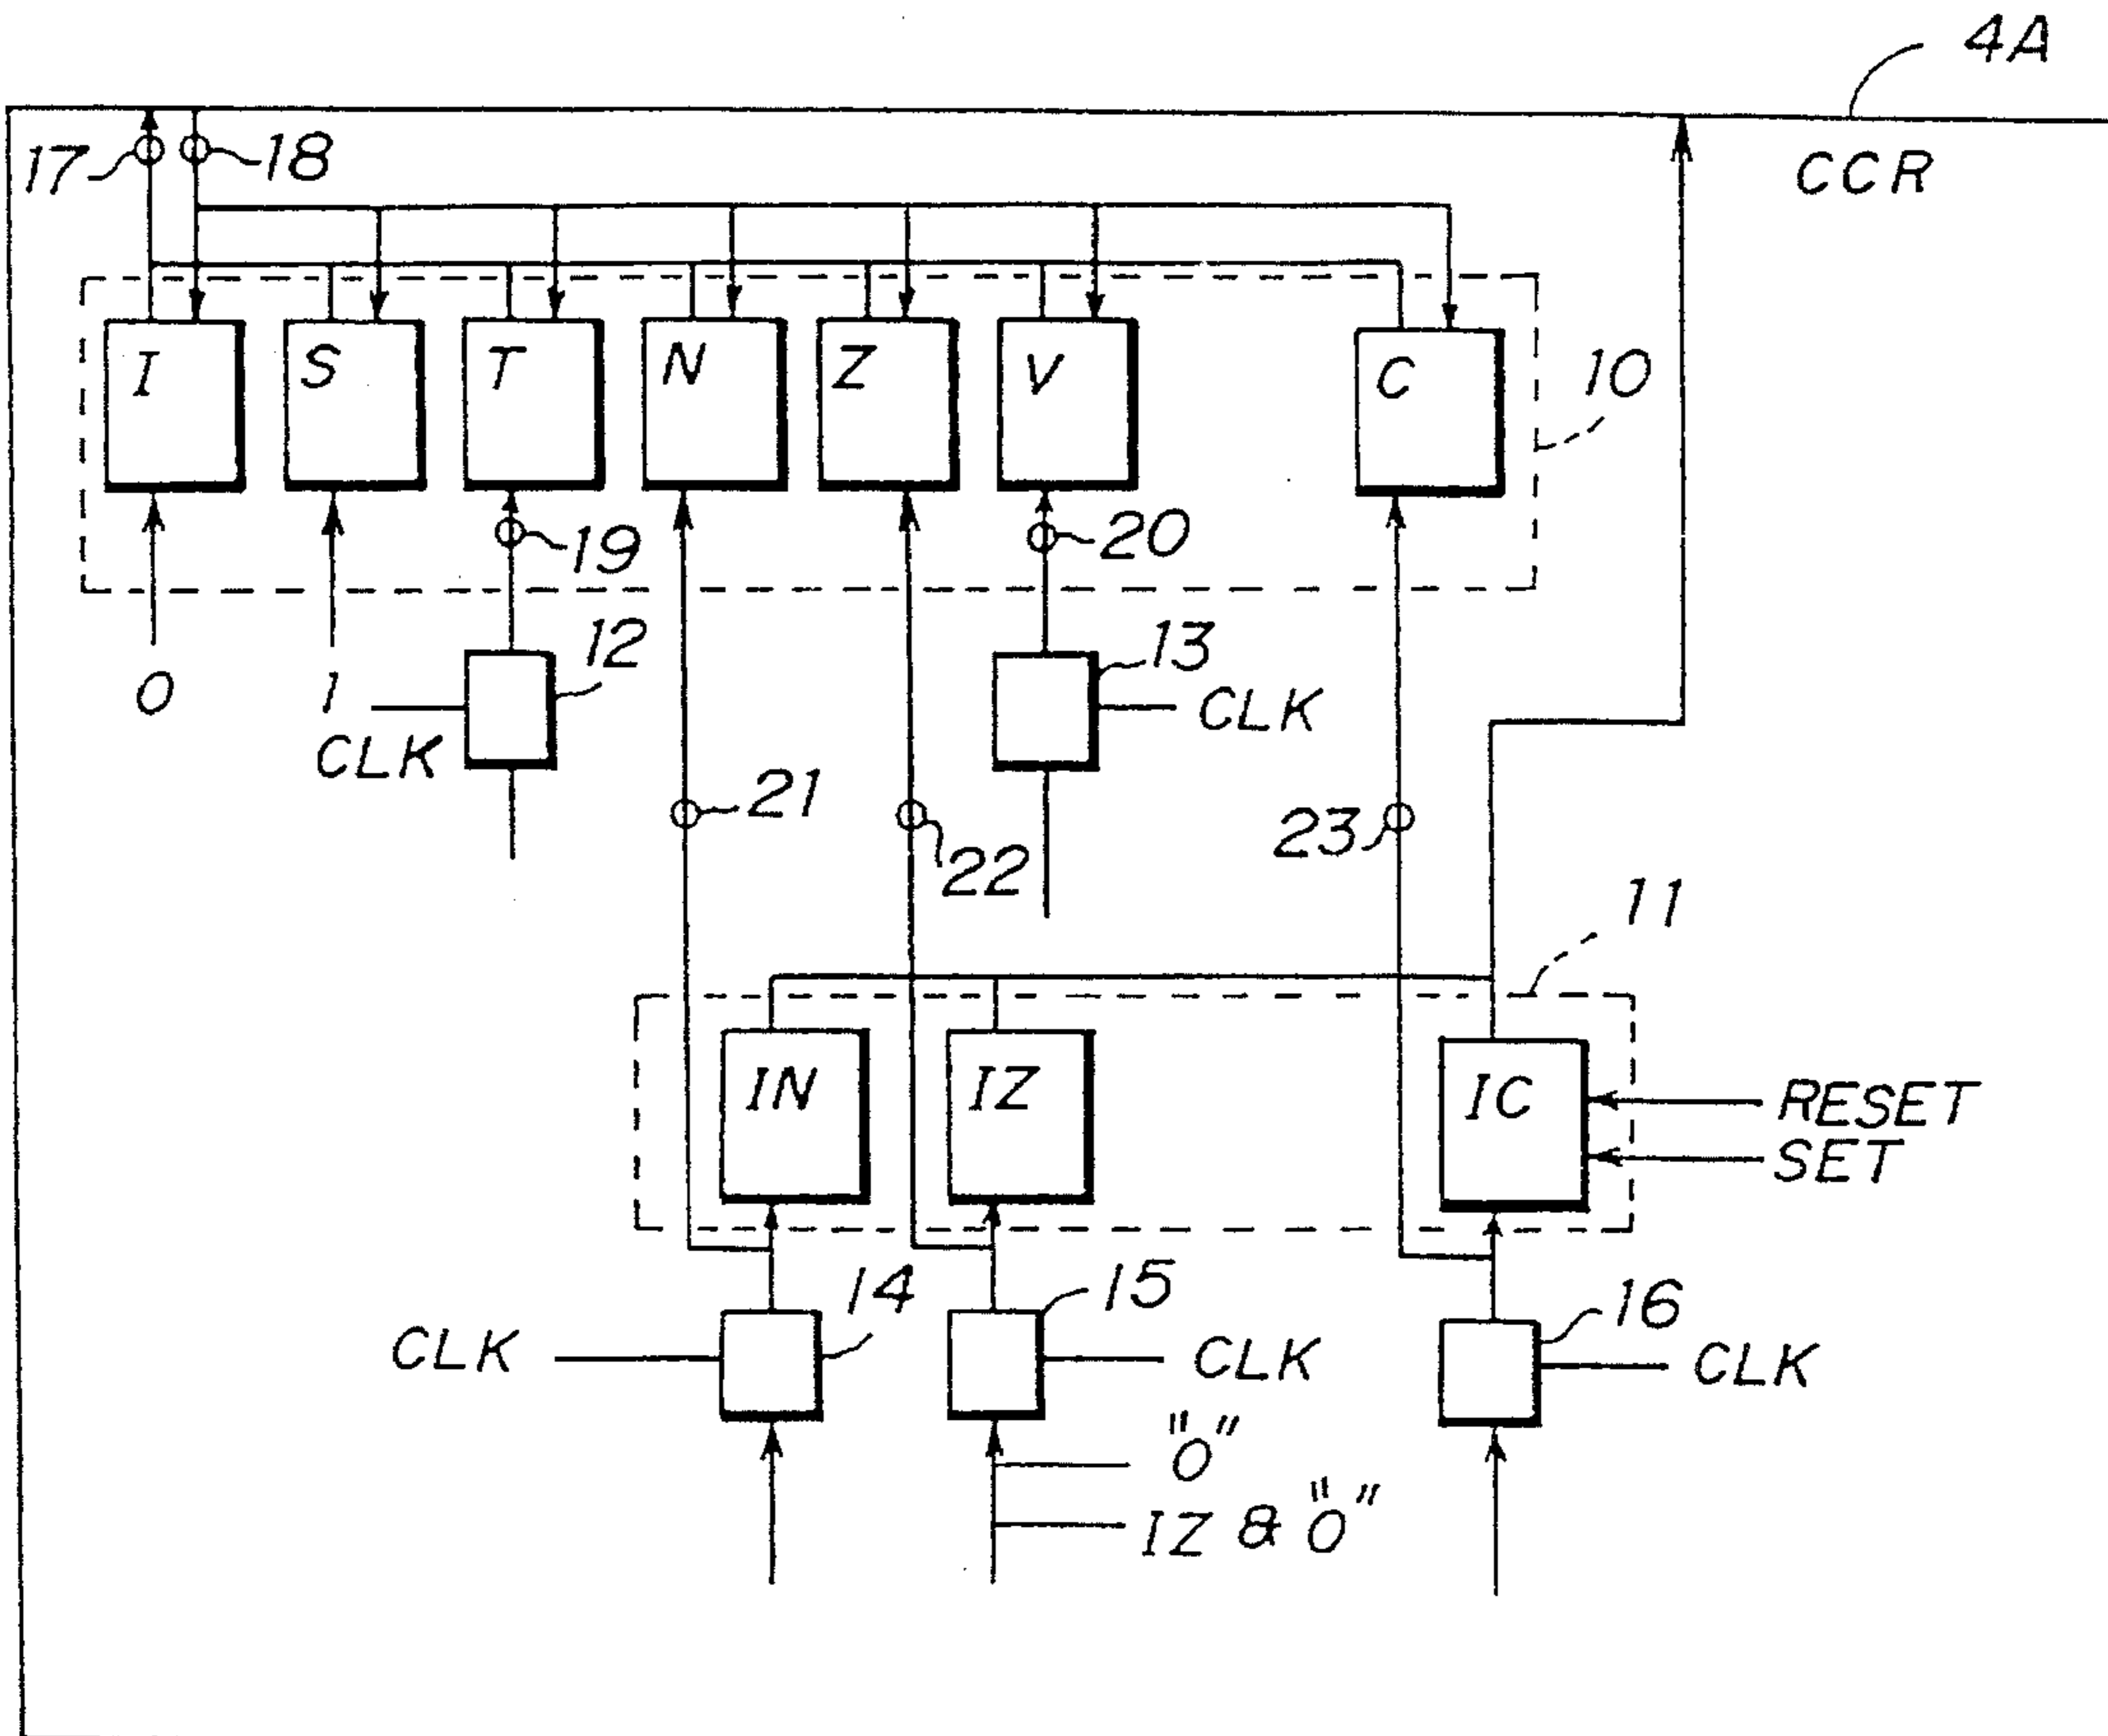 4A
17
18
CCR
I
S
T
N
Z
V
C
10
19
20
0
1
12
13
CLK
CLK
21
22
23
11
IN
IZ
IC
RESET
SET
14
15
16
CLK
CLK
CLK
"0"
IZ & "0"